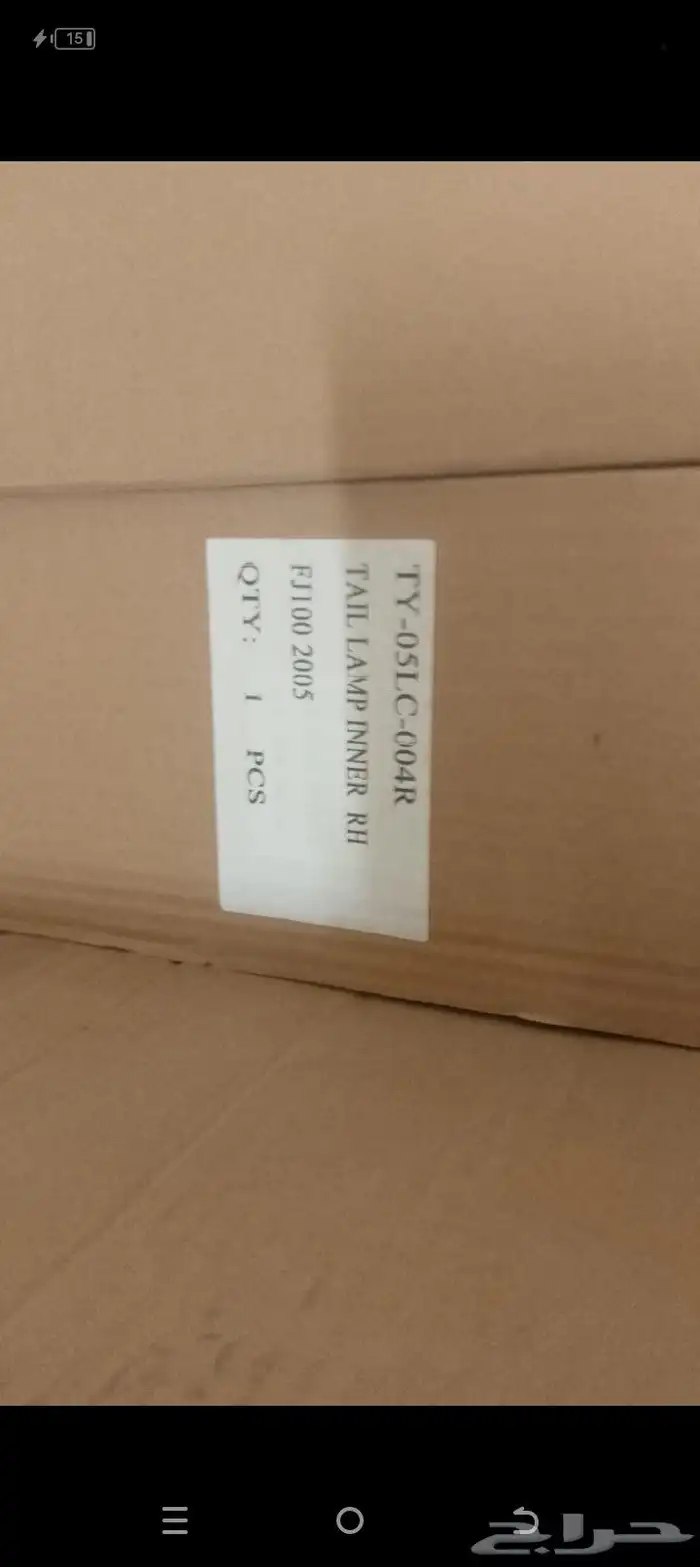 15
TY-05LC-004R
TAIL LAMP INNER RH
FJ100 2005
QTY: 1 PCS
حراج